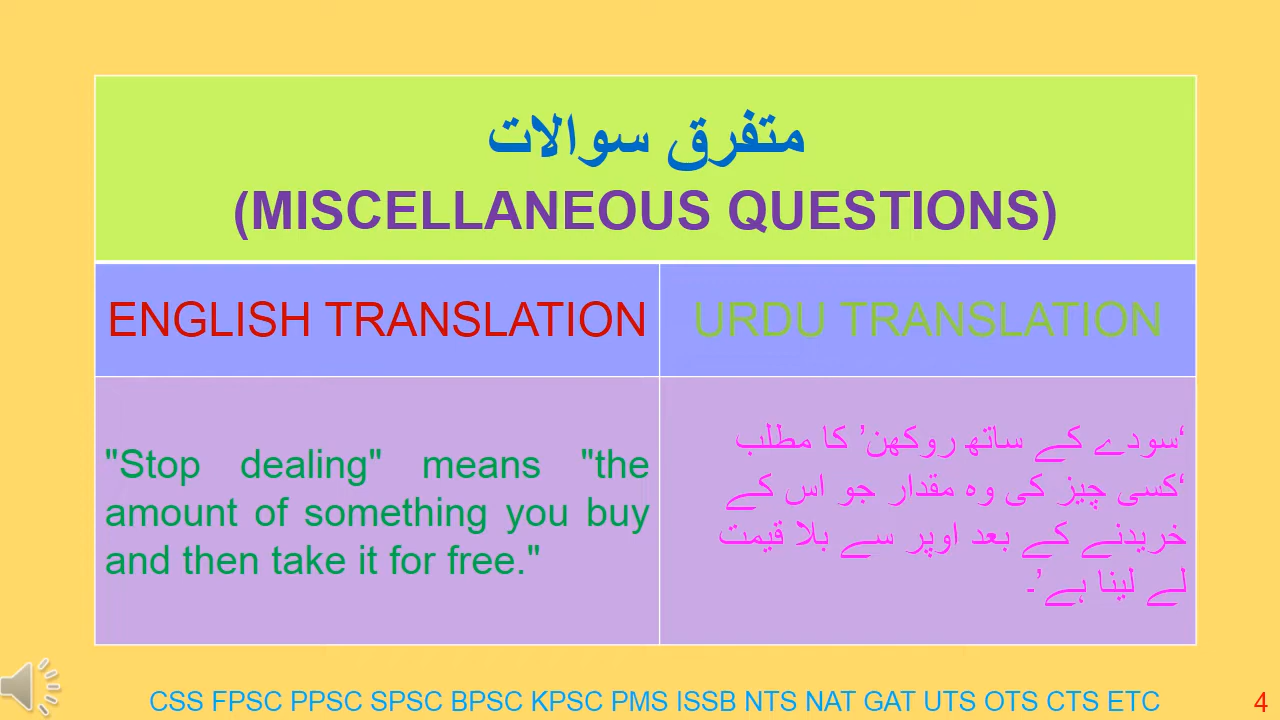 متفرق سوالات
(MISCELLANEOUS QUESTIONS)
ENGLISH TRANSLATION
URDU TRANSLATION
"Stop dealing" means "the
amount of something you buy
and then take it for free."
‘سودے کے ساتھ روکھن’ کا مطلب
‘کسی چیز کی وہ مقدار جو اس کے
خریدنے کے بعد اوپر سے بلا قیمت
لے لینا ہے’۔
CSS FPSC PPSC SPSC BPSC KPSC PMS ISSB NTS NAT GAT UTS OTS CTS ETC
4